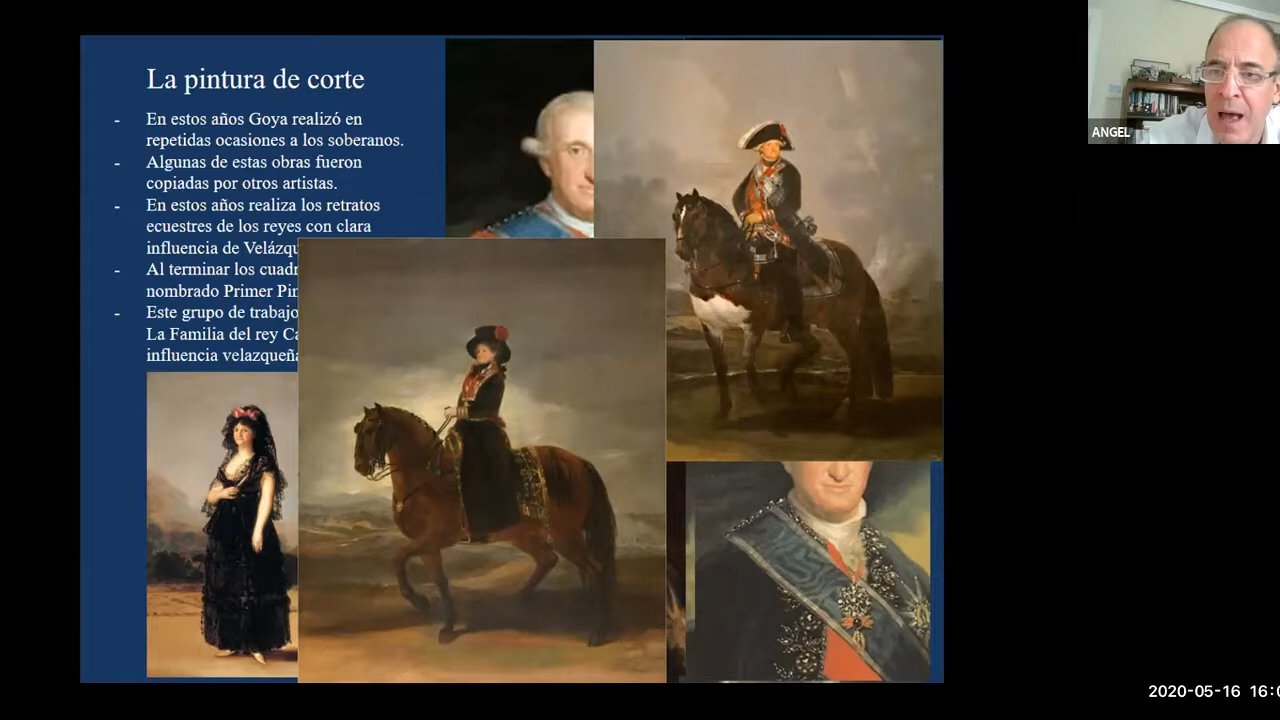 La pintura de corte
- En estos años Goya realizó en
repetidas ocasiones a los soberanos.
- Algunas de estas obras fueron
copiadas por otros artistas.
- En estos años realiza los retratos
ecuestres de los reyes con clara
influencia de
- Al terminar los
nombrado Primer
- Este grupo de trabajo
La Familia del rey
influencia
ANGEL
2020-05-16